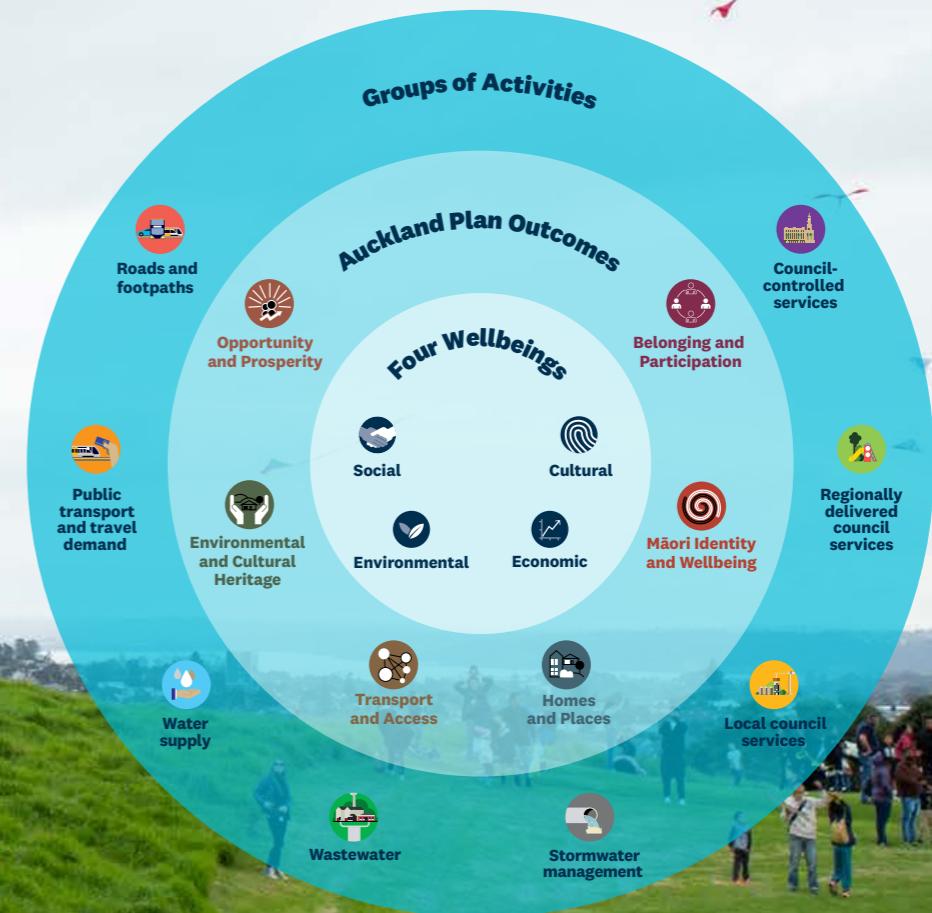 Groups of Activities
Auckland Plan Outcomes
Four Wellbeings
Roads and
footpaths
Council-
controlled
services
Opportunity
and Prosperity
Belonging and
Participation
Social
Cultural
Public
transport
and travel
demand
Regionally
delivered
council
services
Environmental
and Cultural
Heritage
Māori Identity
and Wellbeing
Environmental
Economic
Transport
and Access
Homes
and Places
Water
supply
Local council
services
Wastewater
Stormwater
management